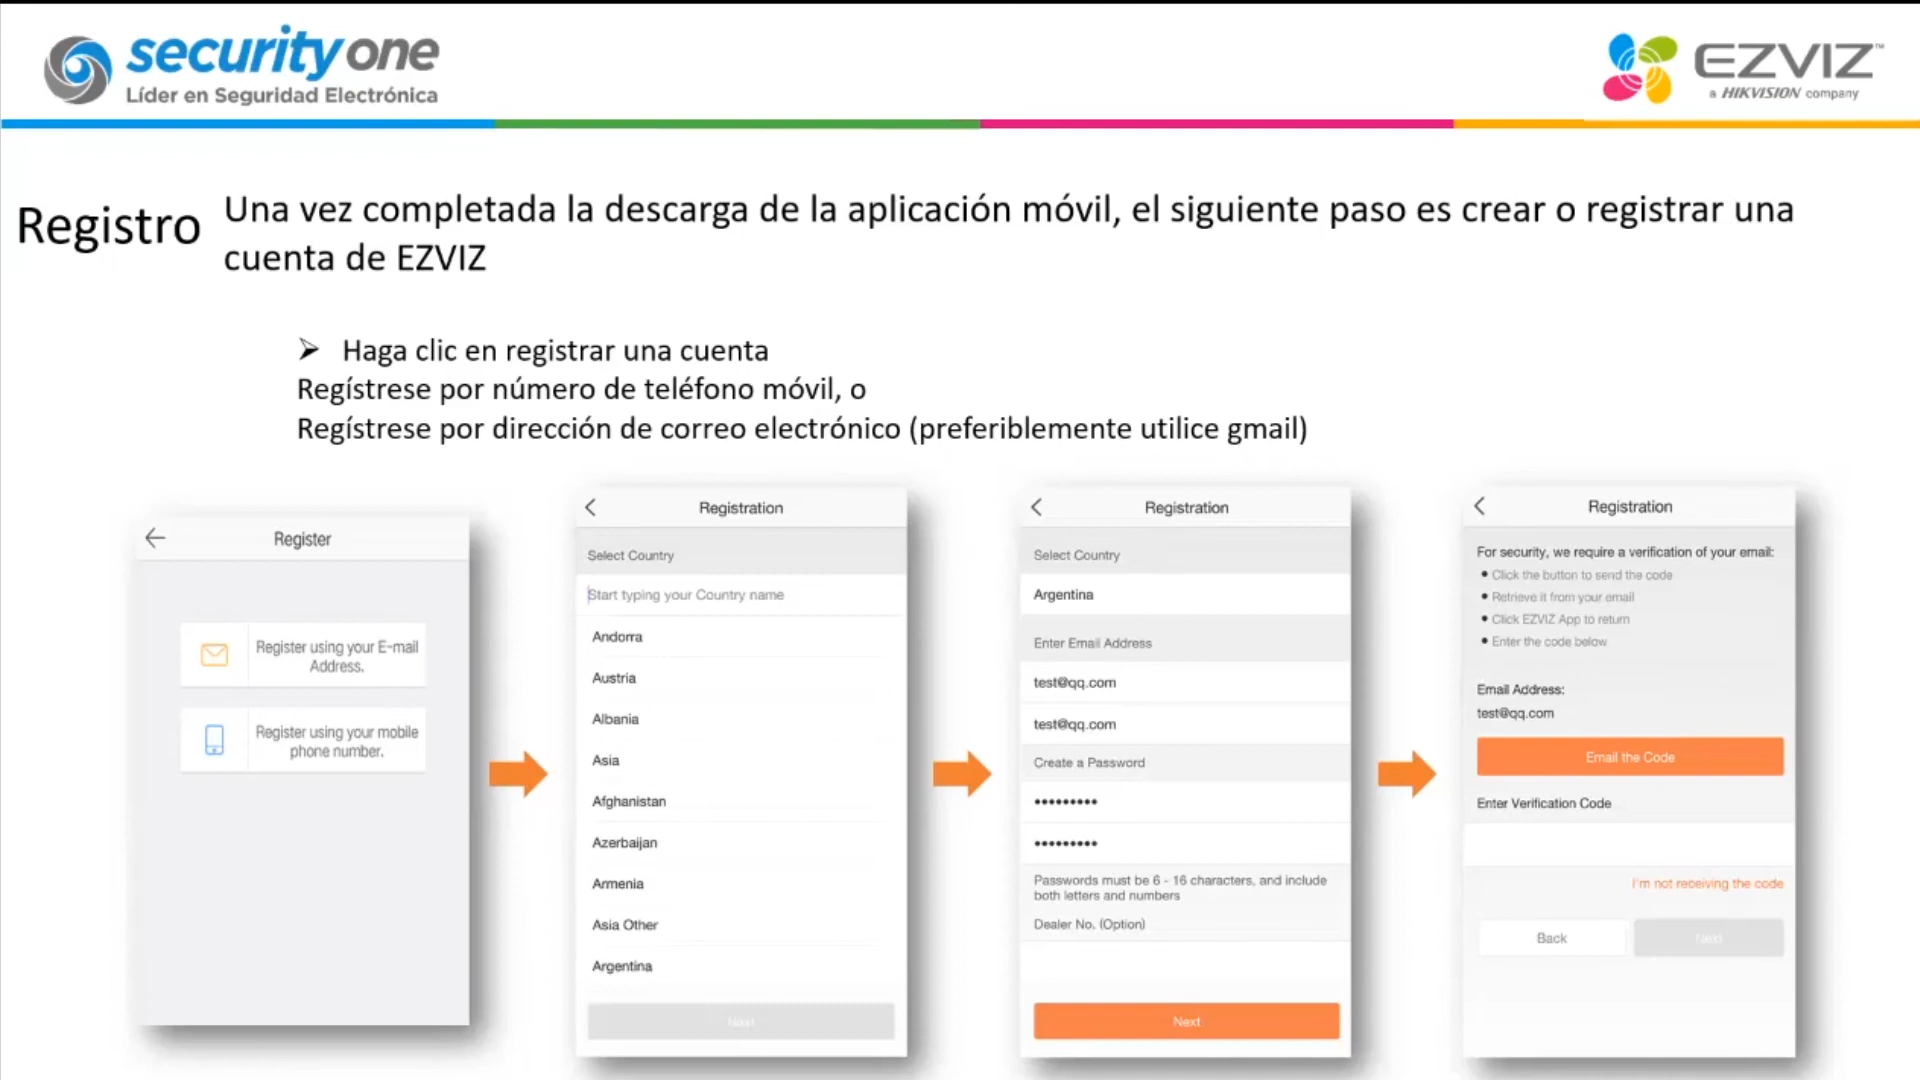 security one
Líder en Seguridad Electrónica
EZVIZ™
a HIKVISION company
Registro
Una vez completada la descarga de la aplicación móvil, el siguiente paso es crear o registrar una
cuenta de EZVIZ
➢ Haga clic en registrar una cuenta
Regístrese por número de teléfono móvil, o
Regístrese por dirección de correo electrónico (preferiblemente utilice gmail)
Register
Register using your E-mail
Address.
Register using your mobile
phone number.
Registration
Select Country
Start typing your Country name
Andorra
Austria
Albania
Asia
Afghanistan
Azerbaijan
Armenia
Asia Other
Argentina
Next
Registration
Select Country
Argentina
Enter Email Address
test@qq.com
test@qq.com
Create a Password
•••••••••
•••••••••
Passwords must be 6 - 16 characters, and include
both letters and numbers
Dealer No. (Option)
Next
Registration
For security, we require a verification of your email:
• Click the button to send the code
• Retrieve it from your email
• Click EZVIZ App to return
• Enter the code below
Email Address:
test@qq.com
Email the Code
Enter Verification Code
I'm not receiving the code
Back
Next